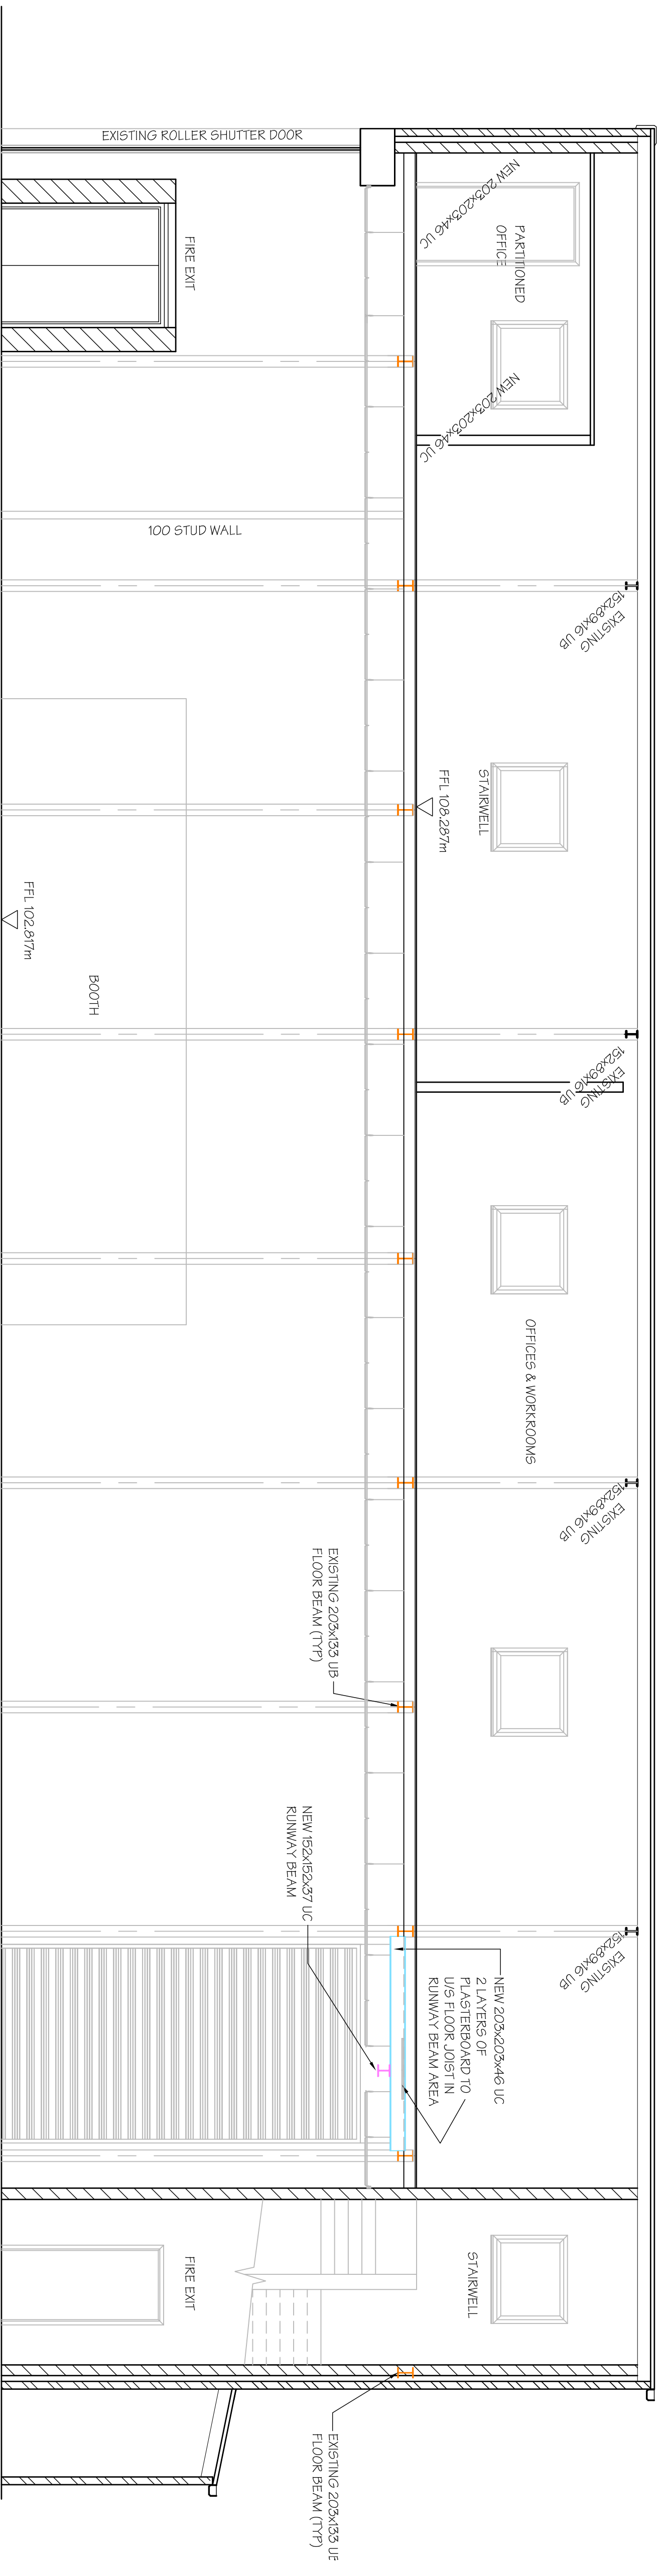 EXISTING ROLLER SHUTTER DOOR
FIRE EXIT
PARTITIONED
OFFICE
NEW 203x203x46 UC
NEW 203x203x46 UC
100 STUD WALL
EXISTING
152x89x16 UB
STAIRWELL
FFL 108.287m
FFL 102.817m
BOOTH
EXISTING
152x89x16 UB
OFFICES & WORKROOMS
EXISTING
152x89x16 UB
EXISTING 203x133 UB
FLOOR BEAM (TYP)
NEW 152x152x37 UC
RUNWAY BEAM
EXISTING
152x89x16 UB
NEW 203x203x46 UC
2 LAYERS OF
PLASTERBOARD TO
U/S FLOOR JOIST IN
RUNWAY BEAM AREA
STAIRWELL
FIRE EXIT
EXISTING 203x133 UB
FLOOR BEAM (TYP)